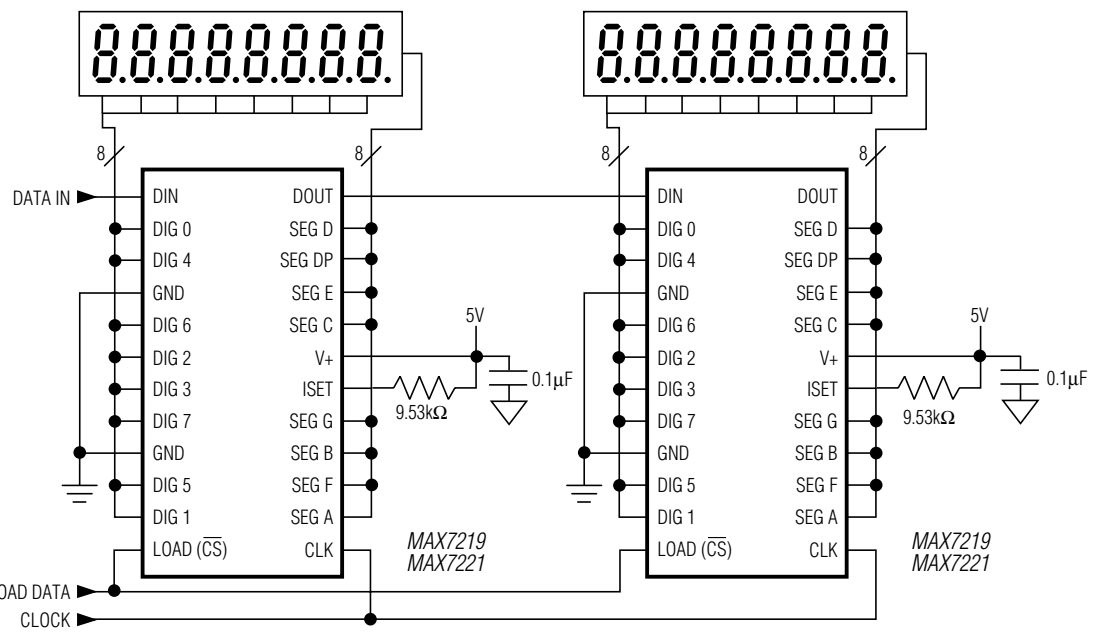 8
8
8
8
DATA IN
DIN
DOUT
DIG 0
SEG D
DIG 4
SEG DP
GND
SEG E
DIG 6
SEG C
DIG 2
V+
DIG 3
ISET
DIG 7
SEG G
GND
SEG B
DIG 5
SEG F
DIG 1
SEG A
LOAD (CS)
CLK
5V
0.1µF
9.53kΩ
MAX7219
MAX7221
DIN
DOUT
DIG 0
SEG D
DIG 4
SEG DP
GND
SEG E
DIG 6
SEG C
DIG 2
V+
DIG 3
ISET
DIG 7
SEG G
GND
SEG B
DIG 5
SEG F
DIG 1
SEG A
LOAD (CS)
CLK
5V
0.1µF
9.53kΩ
MAX7219
MAX7221
OAD DATA
CLOCK
8.8.8.8.8.8.8.8.
8.8.8.8.8.8.8.8.